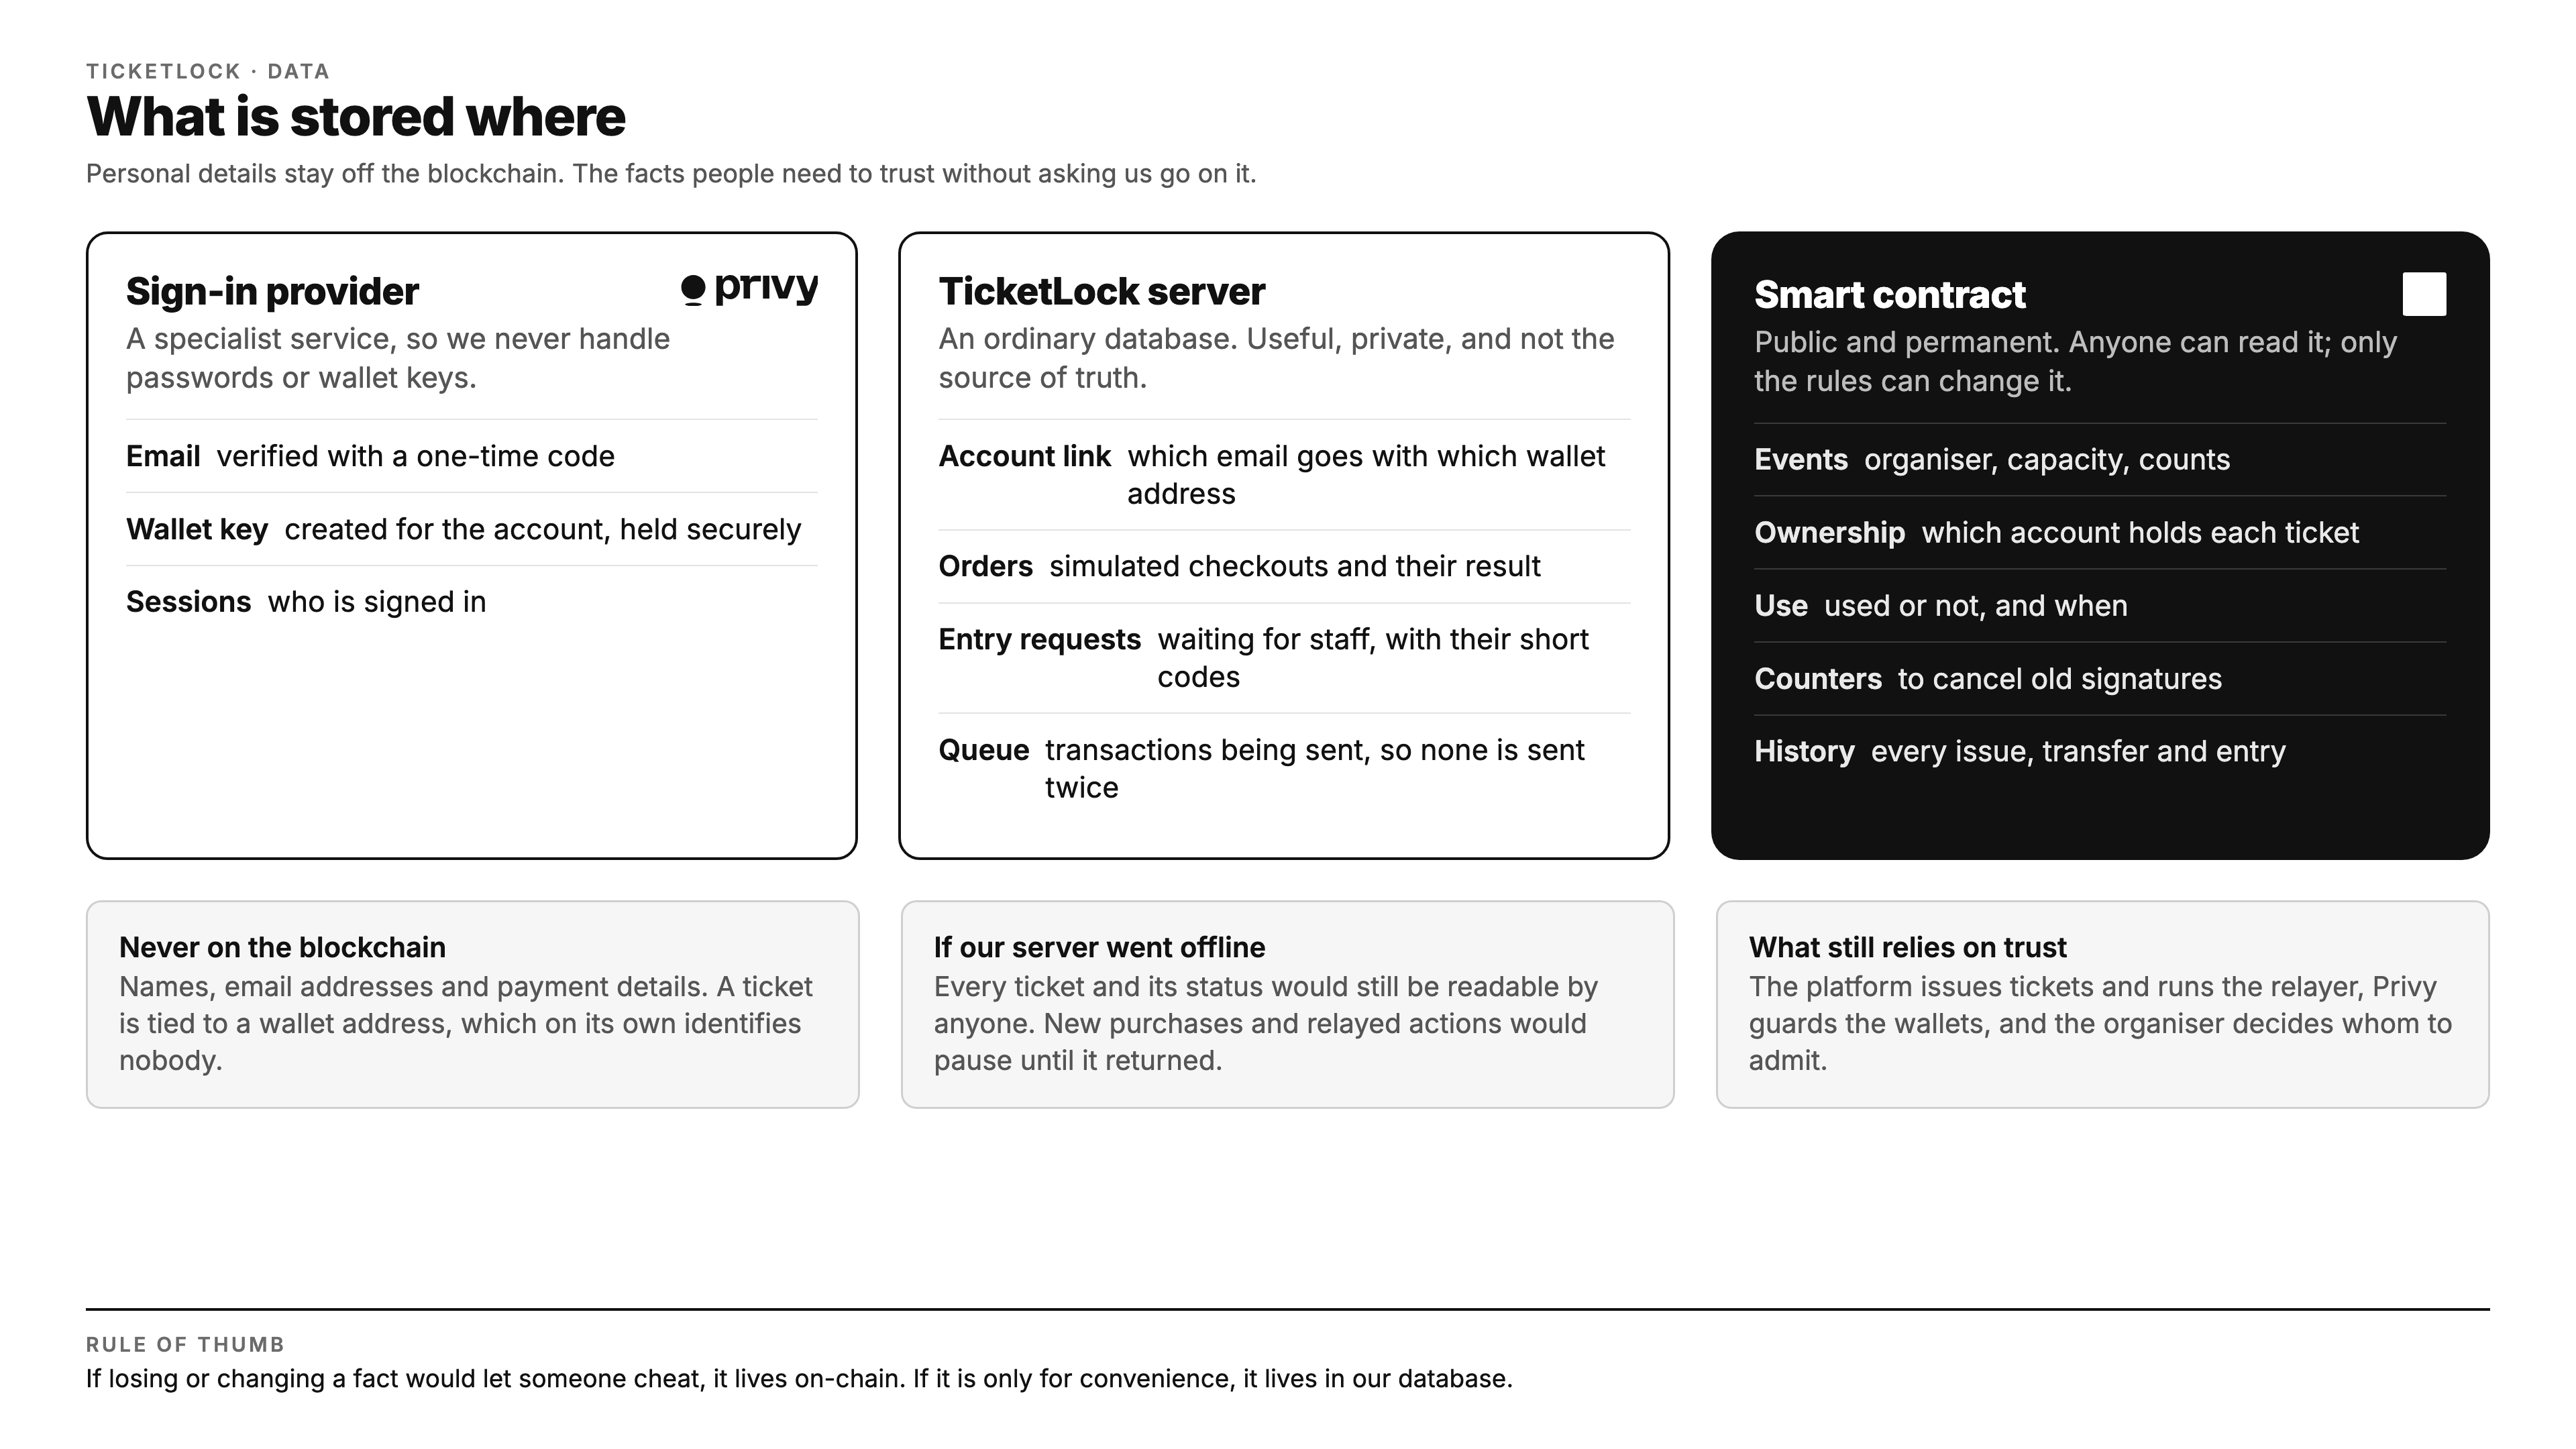 TICKETLOCK · DATA
What is stored where
Personal details stay off the blockchain. The facts people need to trust without asking us go on it.
Sign-in provider
privy
A specialist service, so we never handle
passwords or wallet keys.
Email verified with a one-time code
Wallet key created for the account, held securely
Sessions who is signed in
TicketLock server
An ordinary database. Useful, private, and not the
source of truth.
Account link which email goes with which wallet
address
Orders simulated checkouts and their result
Entry requests waiting for staff, with their short
codes
Queue transactions being sent, so none is sent
twice
Smart contract
Public and permanent. Anyone can read it; only
the rules can change it.
Events organiser, capacity, counts
Ownership which account holds each ticket
Use used or not, and when
Counters to cancel old signatures
History every issue, transfer and entry
Never on the blockchain
Names, email addresses and payment details. A ticket
is tied to a wallet address, which on its own identifies
nobody.
If our server went offline
Every ticket and its status would still be readable by
anyone. New purchases and relayed actions would
pause until it returned.
What still relies on trust
The platform issues tickets and runs the relayer, Privy
guards the wallets, and the organiser decides whom to
admit.
RULE OF THUMB
If losing or changing a fact would let someone cheat, it lives on-chain. If it is only for convenience, it lives in our database.